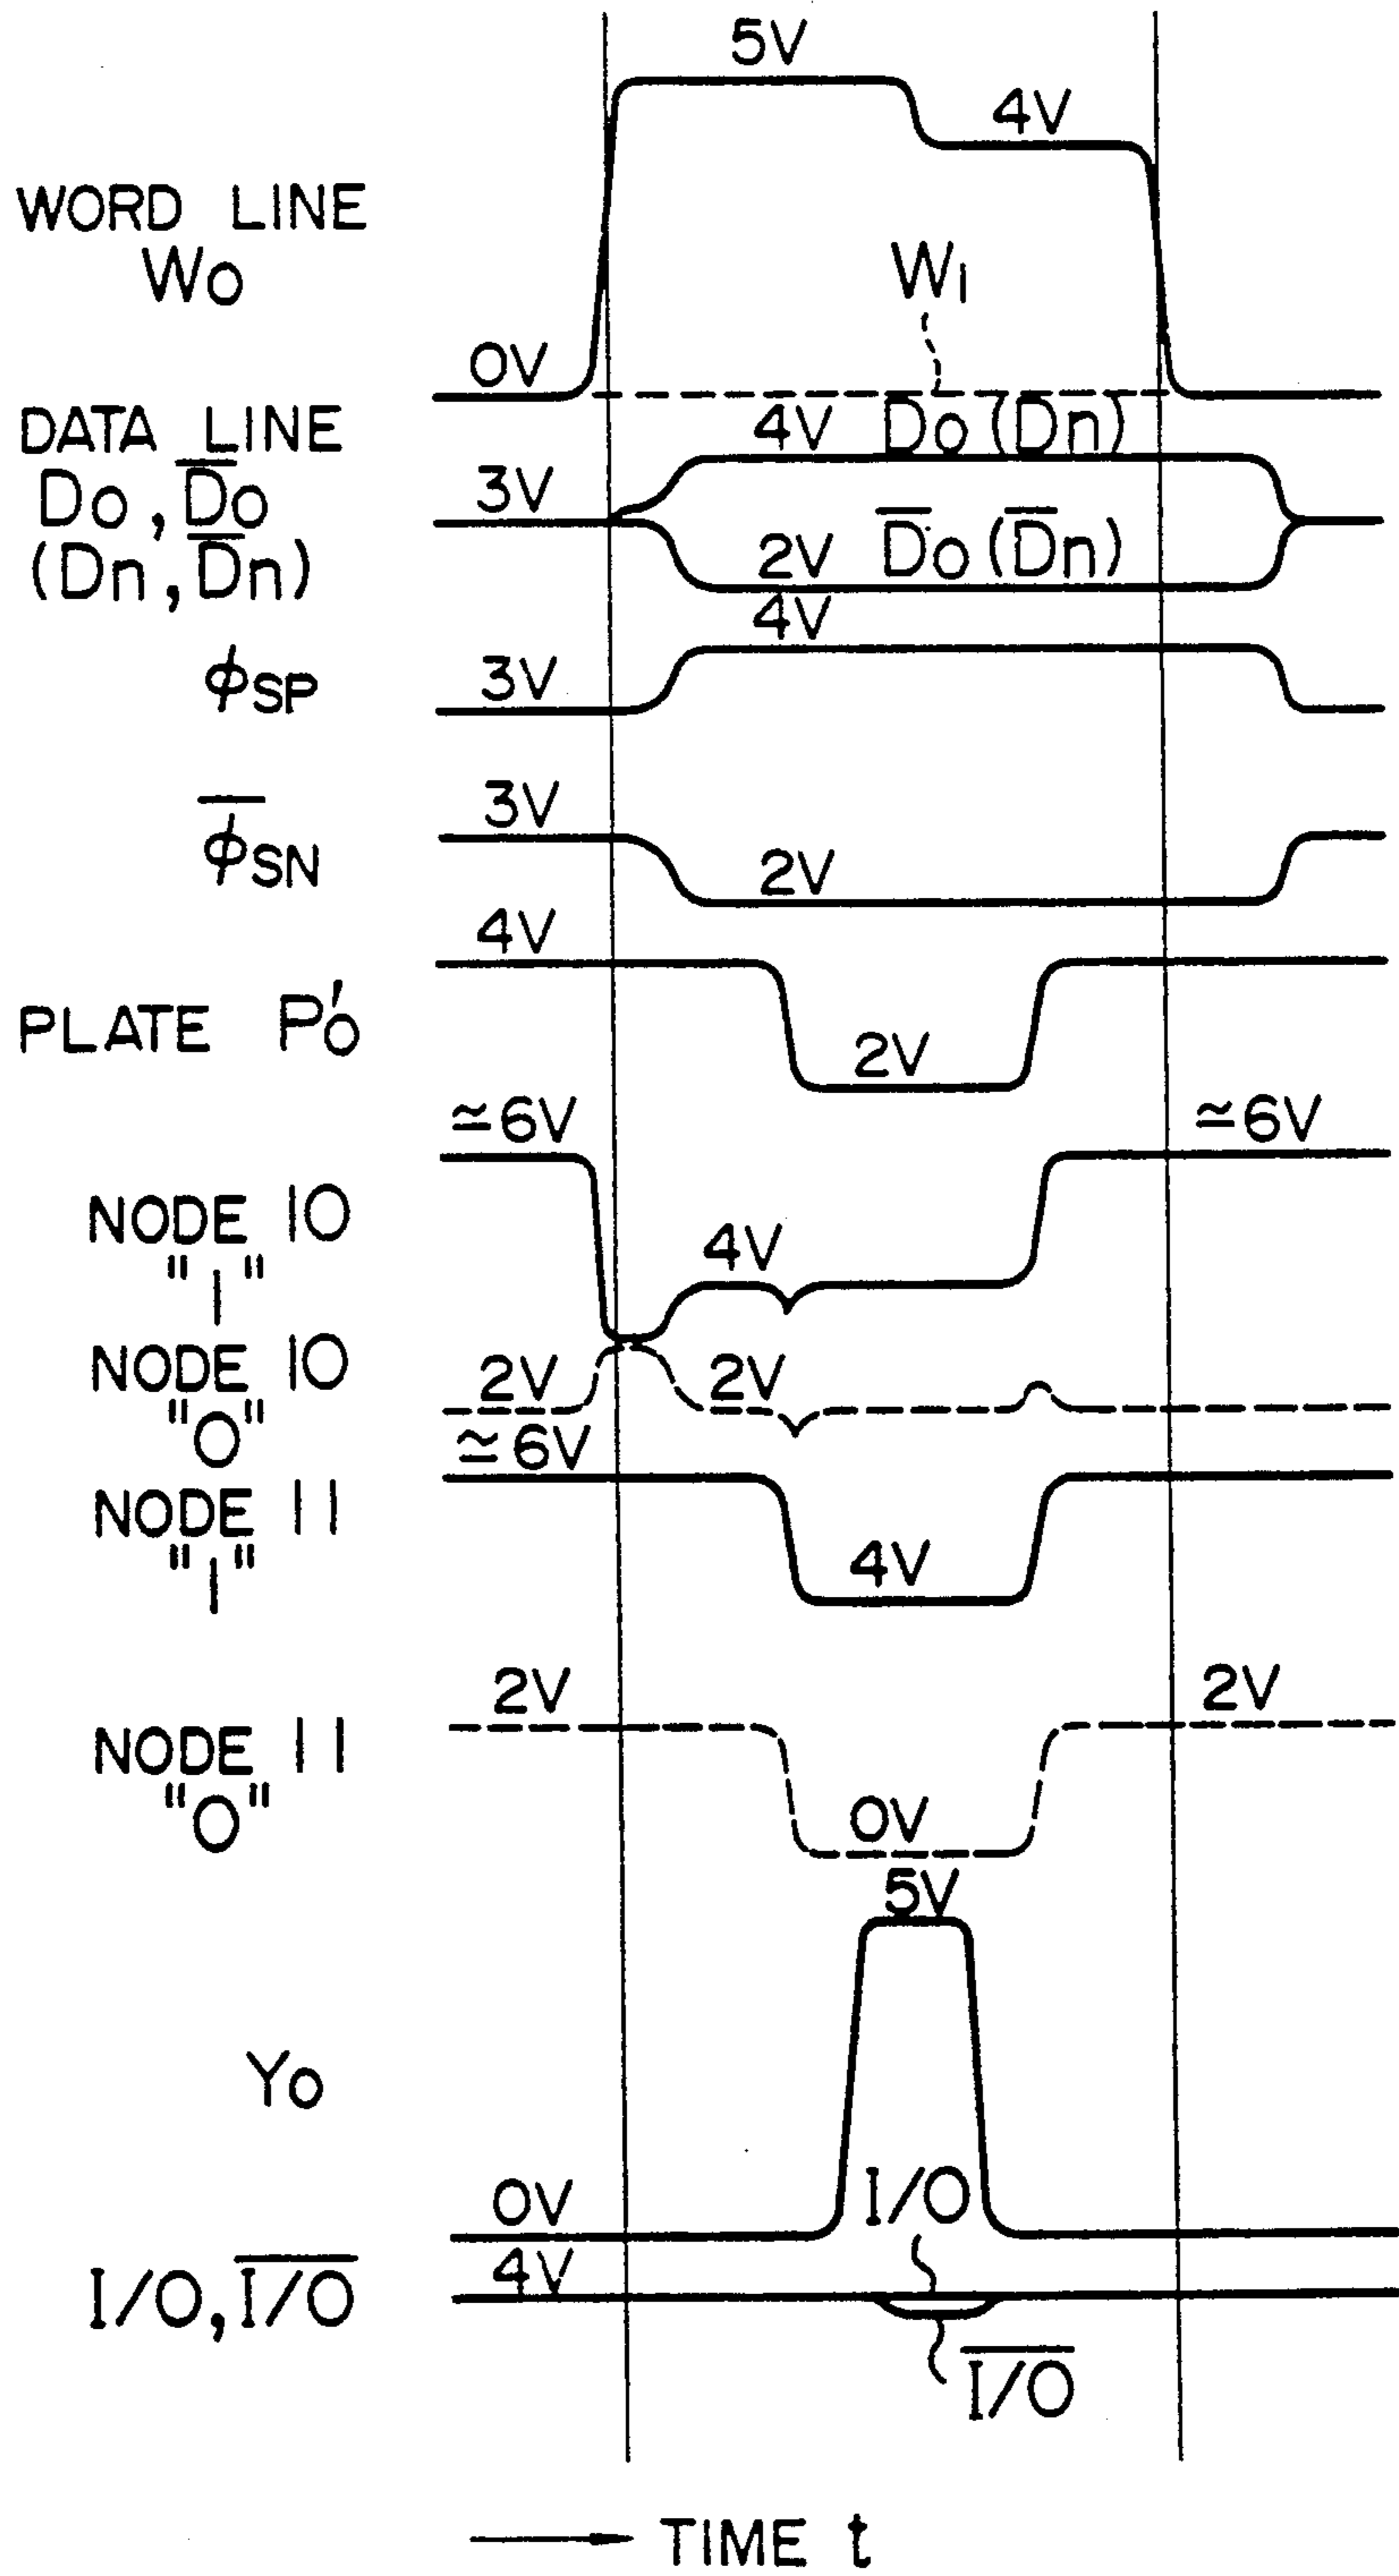 5V
4V
WORD LINE
W0
W1
0V
DATA LINE
D0, D̅0
(Dn, D̅n)
3V
4V D0 (Dn)
2V D̅0 (D̅n)
ϕSP
3V
4V
ϕ̅SN
3V
2V
PLATE P'0
4V
2V
≃6V
≃6V
NODE 10
"1"
4V
NODE 10
"0"
2V
2V
≃6V
NODE 11
"1"
4V
2V
2V
NODE 11
"0"
0V
5V
Y0
0V
I/O
4V
I/O, I̅/̅O̅
I̅/̅O̅
TIME t